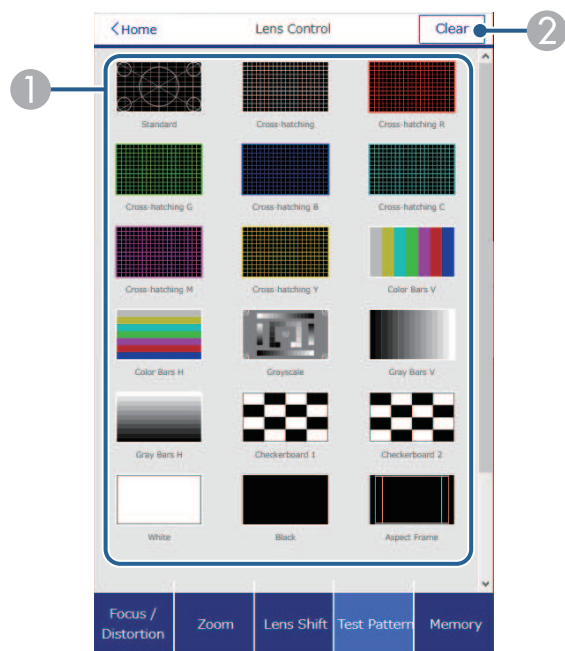 Home
Lens Control
Clear
2
1
Standard
Cross-hatching
Cross-hatching R
Cross-hatching G
Cross-hatching B
Cross-hatching C
Cross-hatching M
Cross-hatching Y
Color Bars V
Color Bars H
Grayscale
Gray Bars V
Gray Bars H
Checkerboard 1
Checkerboard 2
White
Black
Aspect Frame
Focus /
Distortion
Zoom
Lens Shift
Test Pattern
Memory